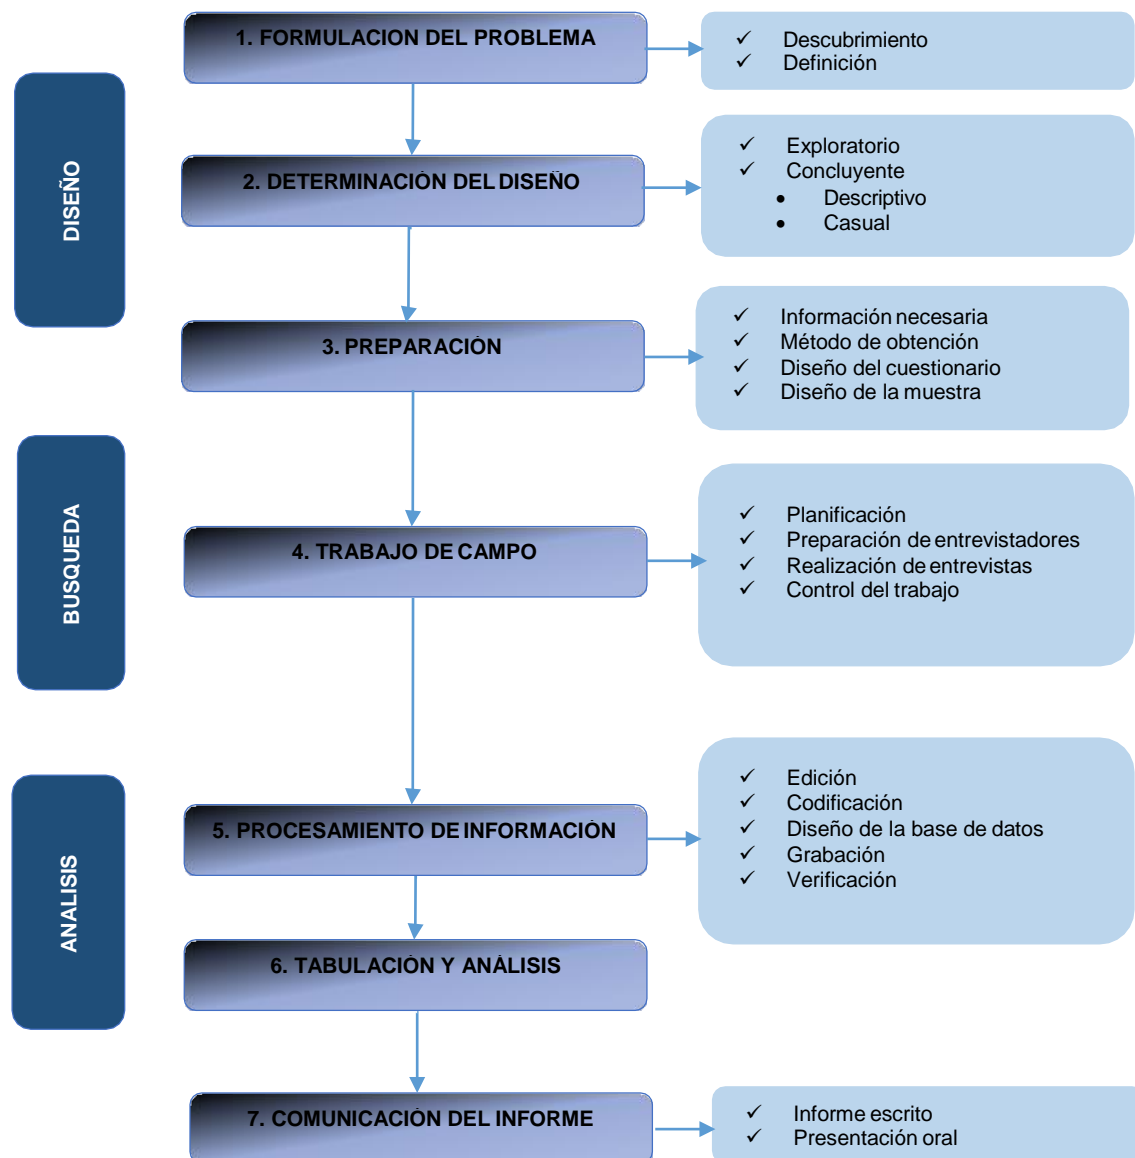 1. FORMULACION DEL PROBLEMA
✓ Descubrimiento
✓ Definición
DISEÑO
2. DETERMINACIÓN DEL DISEÑO
✓ Exploratorio
✓ Concluyente
• Descriptivo
• Casual
3. PREPARACIÓN
✓ Información necesaria
✓ Método de obtención
✓ Diseño del cuestionario
✓ Diseño de la muestra
BUSQUEDA
4. TRABAJO DE CAMPO
✓ Planificación
✓ Preparación de entrevistadores
✓ Realización de entrevistas
✓ Control del trabajo
ANALISIS
5. PROCESAMIENTO DE INFORMACIÓN
✓ Edición
✓ Codificación
✓ Diseño de la base de datos
✓ Grabación
✓ Verificación
6. TABULACIÓN Y ANÁLISIS
7. COMUNICACIÓN DEL INFORME
✓ Informe escrito
✓ Presentación oral